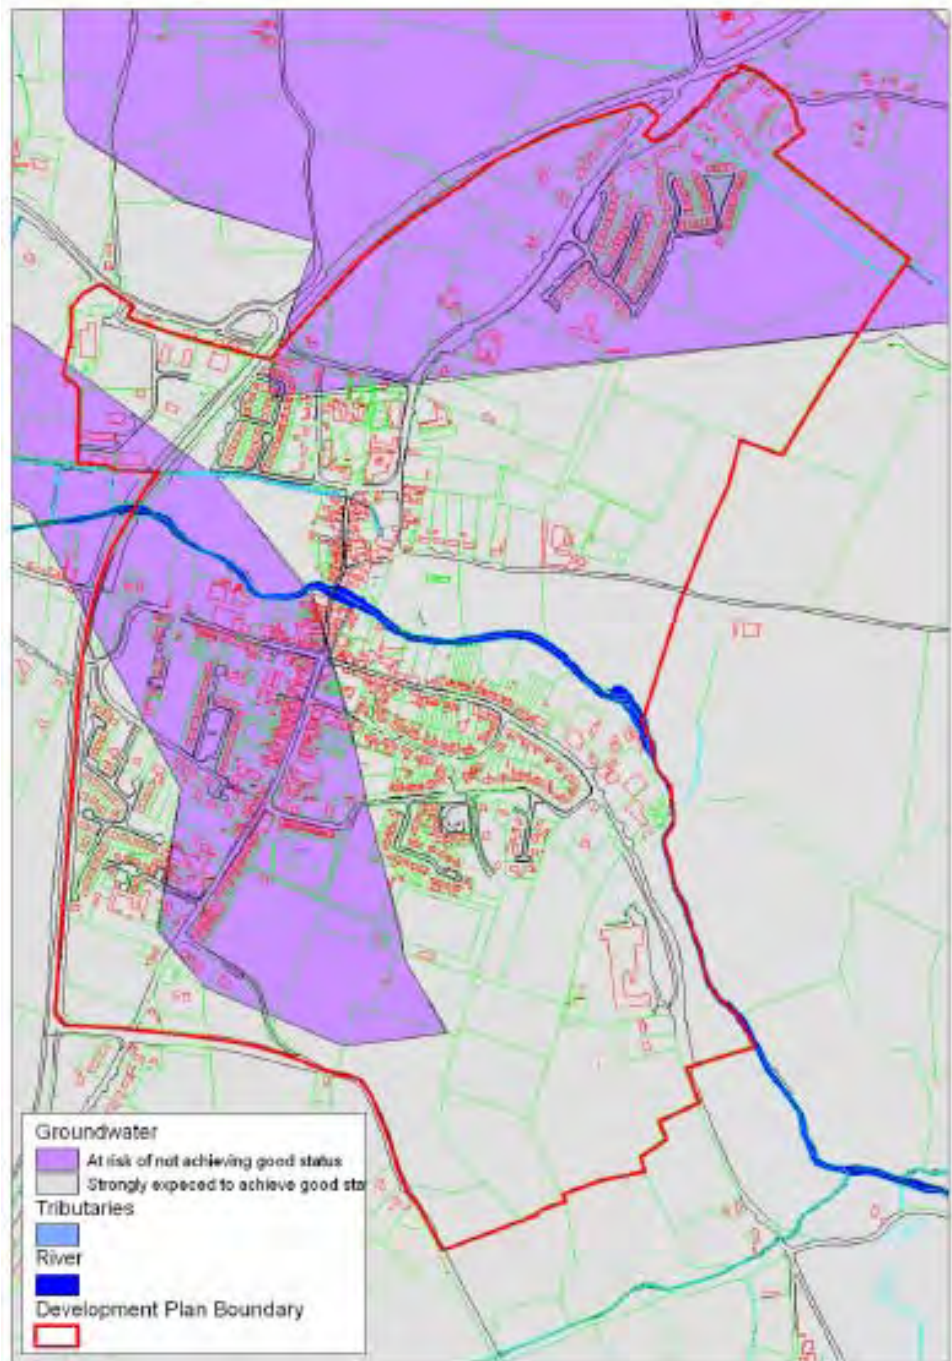 Groundwater
At risk of not achieving good status
Strongly expeced to achieve good sta
Tributaries
River
Development Plan Boundary